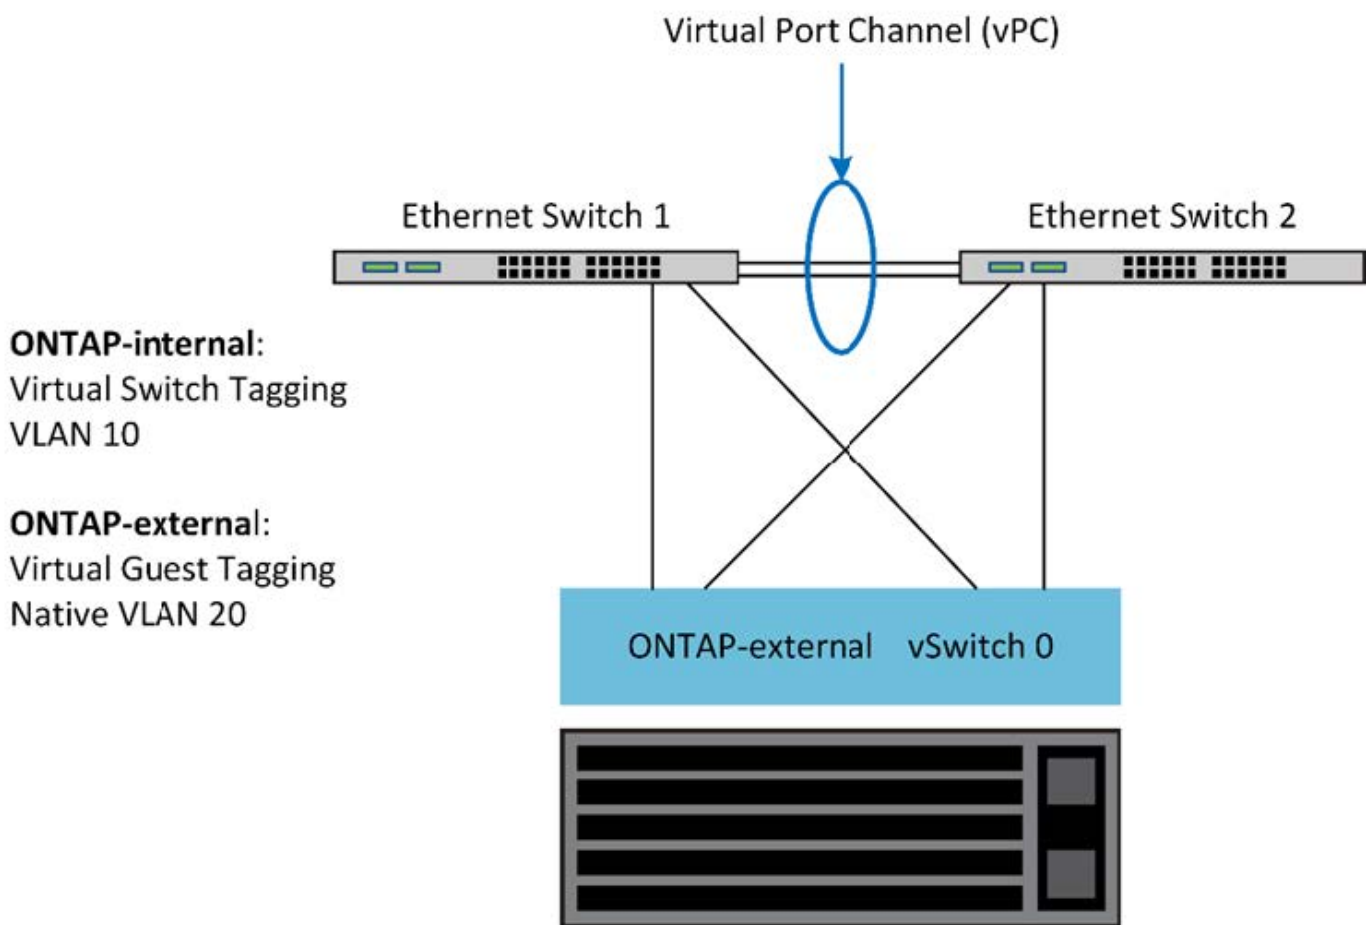 Virtual Port Channel (vPC)
Ethernet Switch 1
Ethernet Switch 2
ONTAP-internal:
Virtual Switch Tagging
VLAN 10
ONTAP-external:
Virtual Guest Tagging
Native VLAN 20
ONTAP-external vSwitch 0